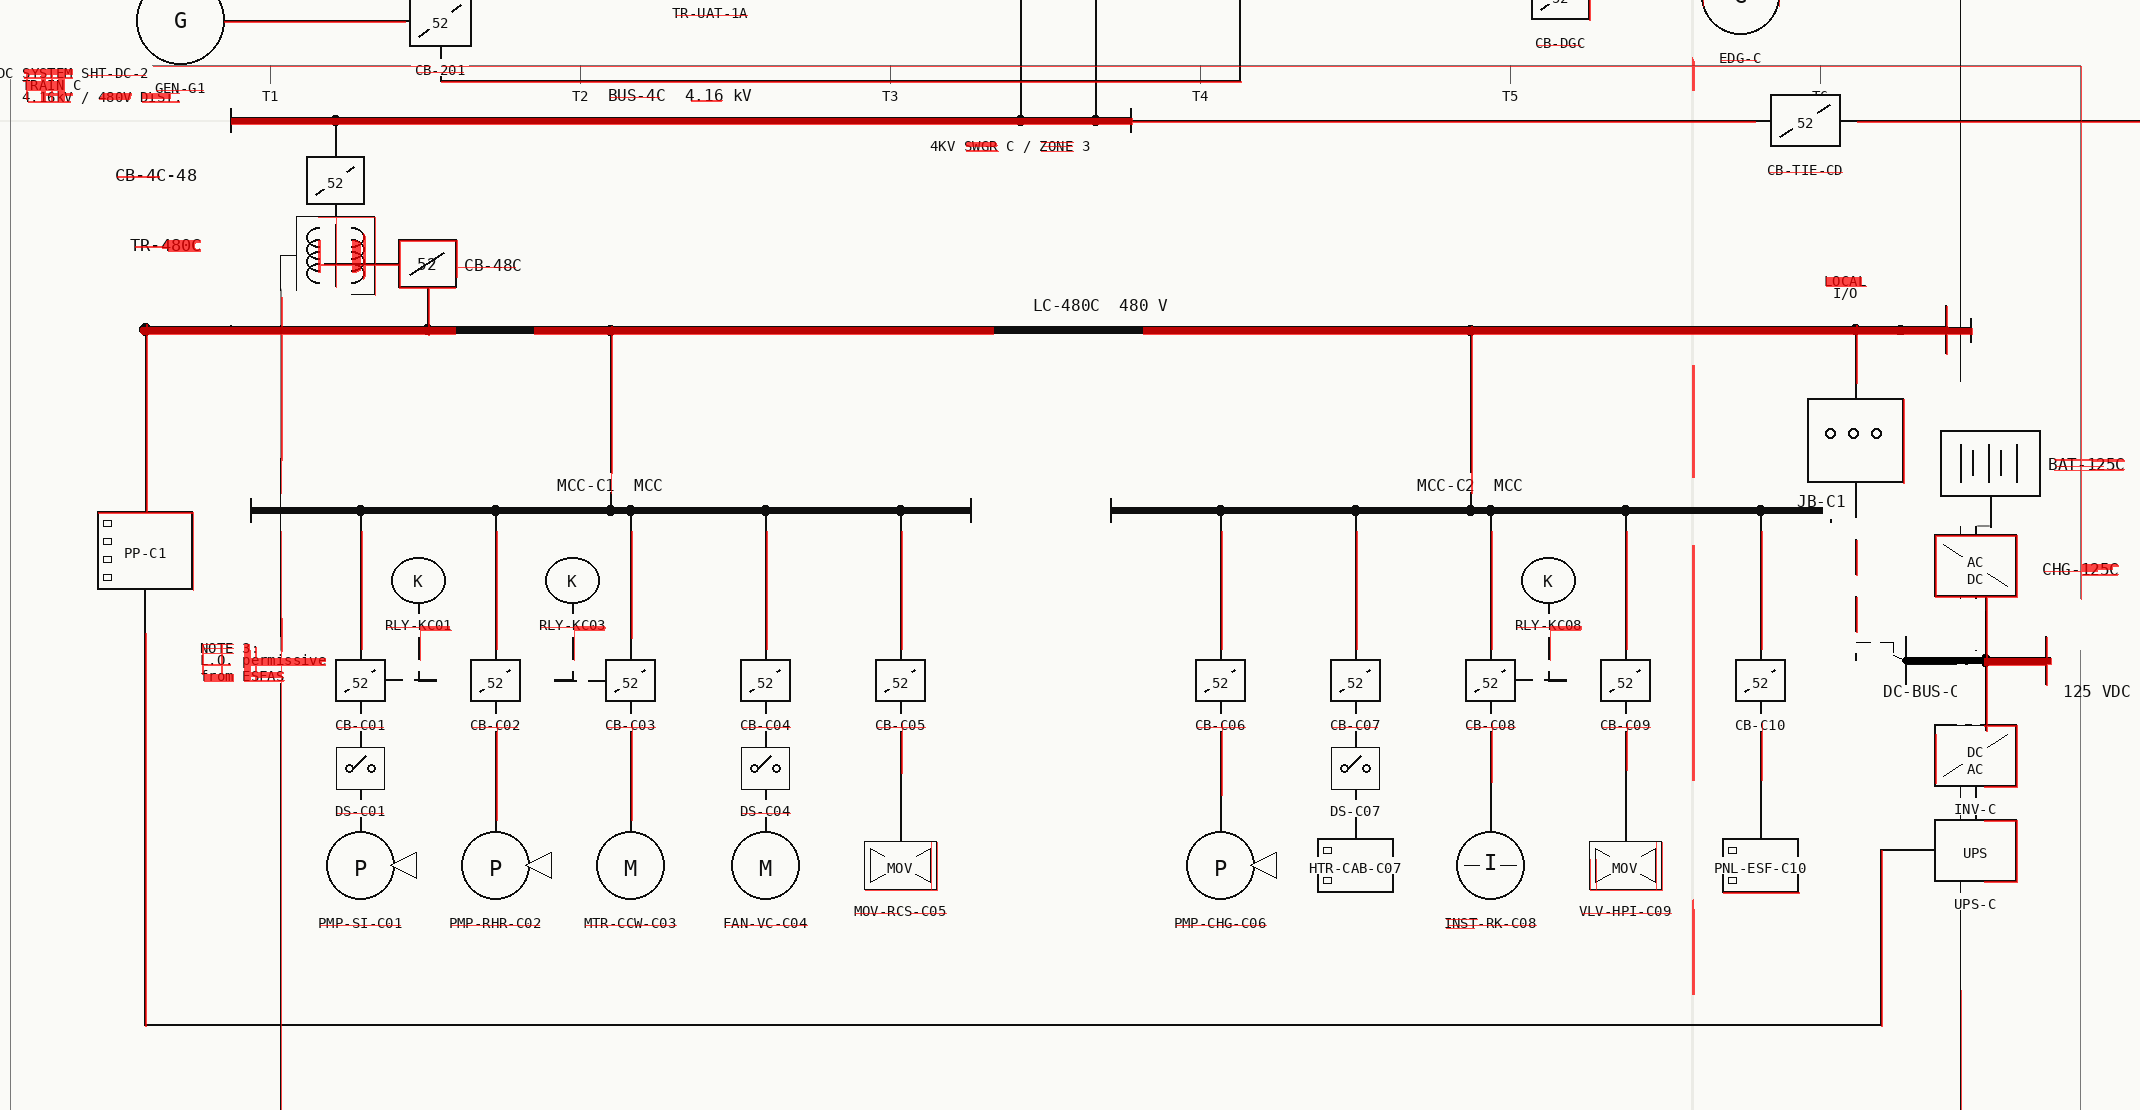 G
52
TR-UAT-1A
52
CB-DGC
CB-201
EDG-C
DC SYSTEM SHT-DC-2
TRAIN C
4.16kV / 480V DIST.
GEN-G1
T1
T2
BUS-4C 4.16 kV
T3
T4
T5
52
4KV SWGR C / ZONE 3
CB-TIE-CD
CB-4C-48
52
TR-480C
52
CB-48C
LOCAL
I/O
LC-480C 480 V
MCC-C1 MCC
MCC-C2 MCC
JB-C1
BAT-125C
PP-C1
AC
DC
CHG-125C
K
K
K
RLY-KC01
RLY-KC03
RLY-KC08
NOTE 3:
L.O. permissive
from ESFAS
52
52
52
52
52
52
52
52
52
52
DC-BUS-C
125 VDC
CB-C01
CB-C02
CB-C03
CB-C04
CB-C05
CB-C06
CB-C07
CB-C08
CB-C09
CB-C10
DC
AC
DS-C01
DS-C04
DS-C07
INV-C
P
P
M
M
MOV
P
HTR-CAB-C07
I
MOV
PNL-ESF-C10
UPS
UPS-C
PMP-SI-C01
PMP-RHR-C02
MTR-CCW-C03
FAN-VC-C04
MOV-RCS-C05
PMP-CHG-C06
INST-RK-C08
VLV-HPI-C09